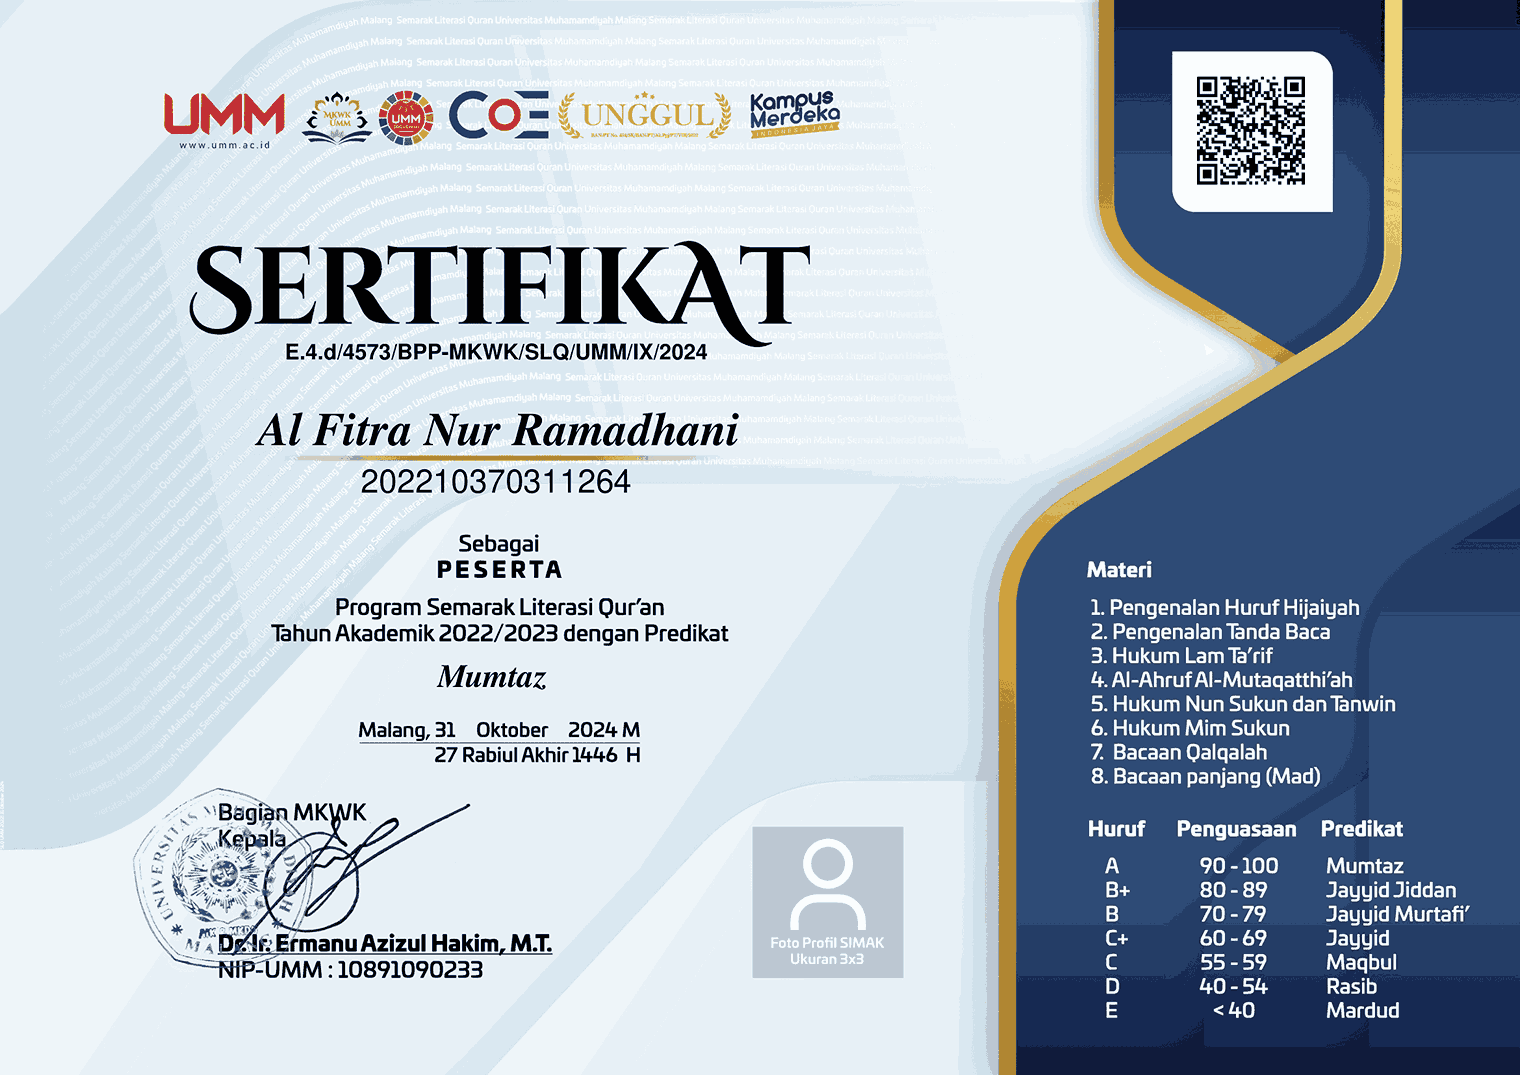 UMM
www.umm.ac.id
MKWK
UMM
UMM
COE
UNGGUL
Kampus
Merdeka
INDONESIA JAYA
SERTIFIKAT
E.4.d/4573/BPP-MKWK/SLQ/UMM/IX/2024
Al Fitra Nur Ramadhani
202210370311264
Sebagai
PESERTA
Program Semarak Literasi Qur'an
Tahun Akademik 2022/2023 dengan Predikat
Mumtaz
Malang, 31 Oktober 2024 M
27 Rabiul Akhir 1446 H
Bagian MKWK
Kepala
Dr. Ir. Ermanu Azizul Hakim, M.T.
NIP-UMM : 10891090233
Foto Profil SIMAK
Ukuran 3x3
Materi
1. Pengenalan Huruf Hijaiyah
2. Pengenalan Tanda Baca
3. Hukum Lam Ta'rif
4. Al-Ahruf Al-Mutaqatthi'ah
5. Hukum Nun Sukun dan Tanwin
6. Hukum Mim Sukun
7. Bacaan Qalqalah
8. Bacaan panjang (Mad)
Huruf Penguasaan Predikat
A 90 - 100 Mumtaz
B+ 80 - 89 Jayyid Jiddan
B 70 - 79 Jayyid Murtafi'
C+ 60 - 69 Jayyid
C 55 - 59 Maqbul
D 40 - 54 Rasib
E < 40 Mardud